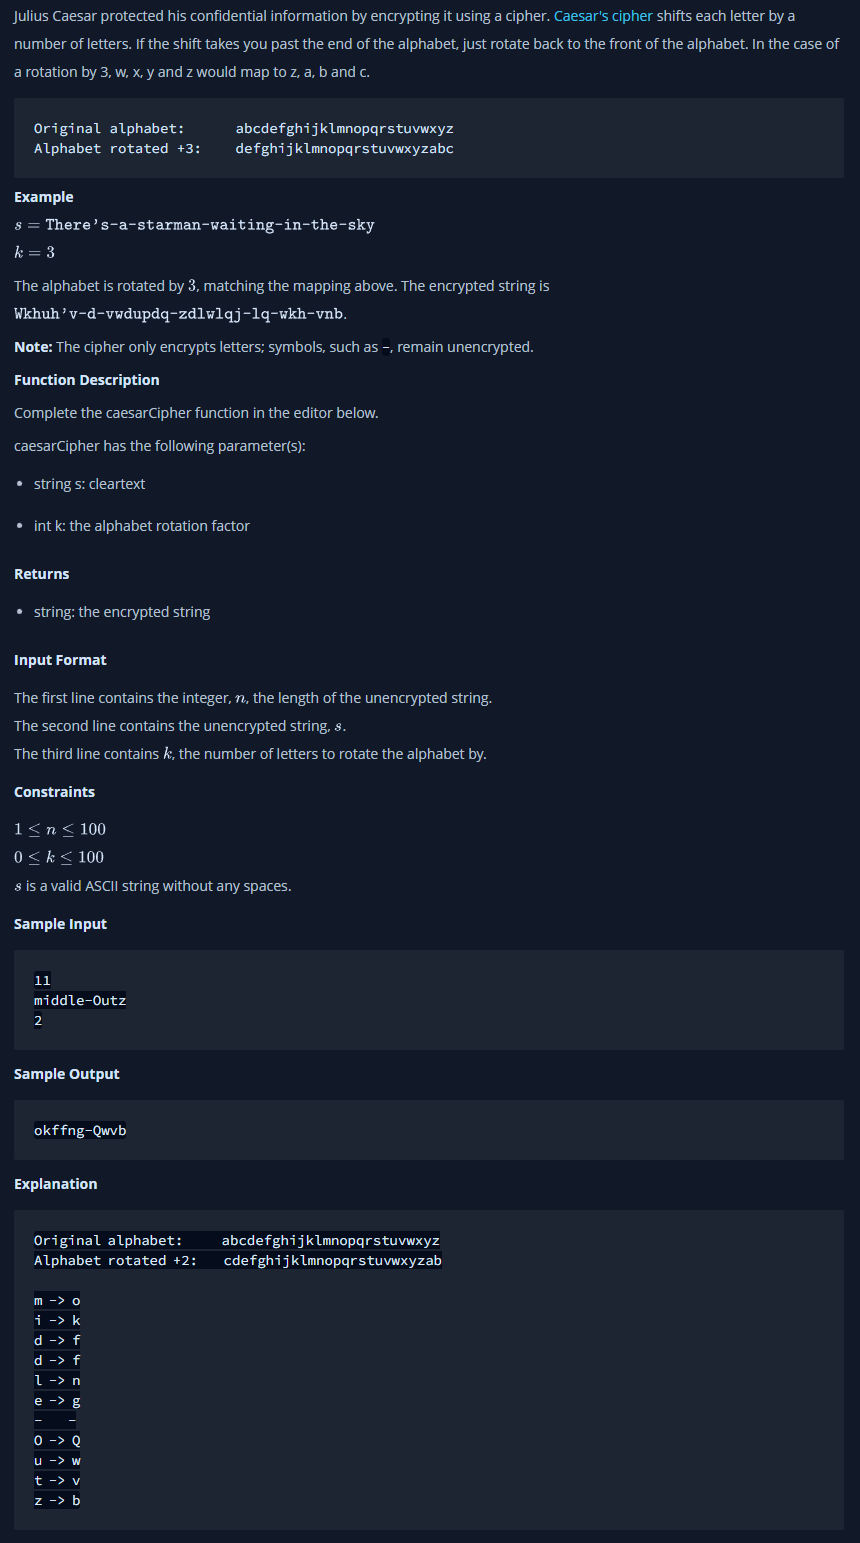 Julius Caesar protected his confidential information by encrypting it using a cipher. Caesar's cipher shifts each letter by a
number of letters. If the shift takes you past the end of the alphabet, just rotate back to the front of the alphabet. In the case of
a rotation by 3, w, x, y and z would map to z, a, b and c.
Original alphabet:      abcdefghijklmnopqrstuvwxyz
Alphabet rotated +3:    defghijklmnopqrstuvwxyzabc
Example
s = There's-a-starman-waiting-in-the-sky
k = 3
The alphabet is rotated by 3, matching the mapping above. The encrypted string is
Wkhuh'v-d-vwdupdq-zdlwlqj-lq-wkh-vnb.
Note: The cipher only encrypts letters; symbols, such as -, remain unencrypted.
Function Description
Complete the caesarCipher function in the editor below.
caesarCipher has the following parameter(s):
• string s: cleartext
• int k: the alphabet rotation factor
Returns
• string: the encrypted string
Input Format
The first line contains the integer, n, the length of the unencrypted string.
The second line contains the unencrypted string, s.
The third line contains k, the number of letters to rotate the alphabet by.
Constraints
1 ≤ n ≤ 100
0 ≤ k ≤ 100
s is a valid ASCII string without any spaces.
Sample Input
11
middle-Outz
2
Sample Output
okffng-Qwvb
Explanation
Original alphabet:      abcdefghijklmnopqrstuvwxyz
Alphabet rotated +2:    cdefghijklmnopqrstuvwxyzab
m -> o
i -> k
d -> f
d -> f
l -> n
e -> g
-    -
O -> Q
u -> w
t -> v
z -> b